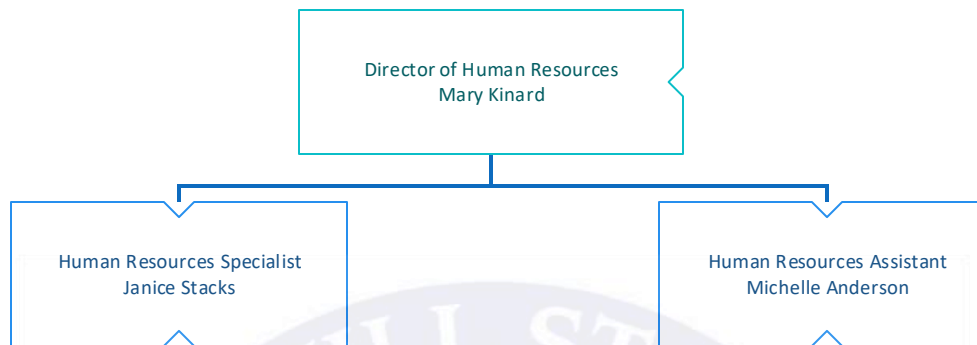 Director of Human Resources
Mary Kinard
Human Resources Specialist
Janice Stacks
Human Resources Assistant
Michelle Anderson